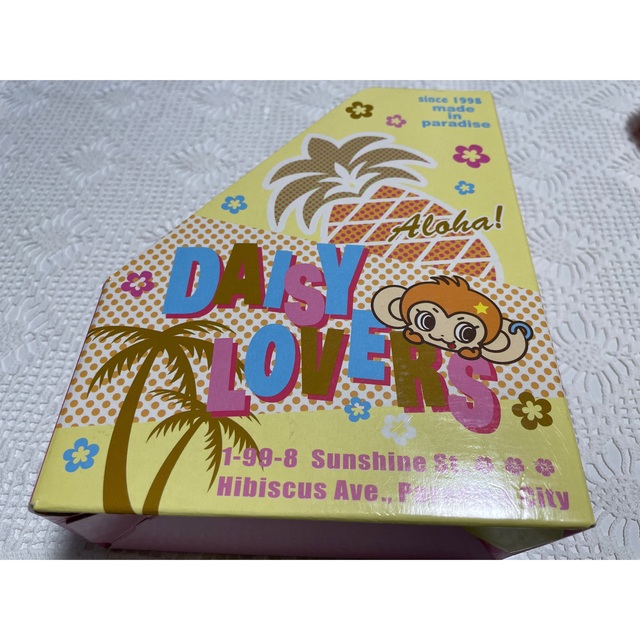 since 1998
made
in
paradise
Aloha!
DAISY
LOVERS
1-99-8 Sunshine St
Hibiscus Ave., City